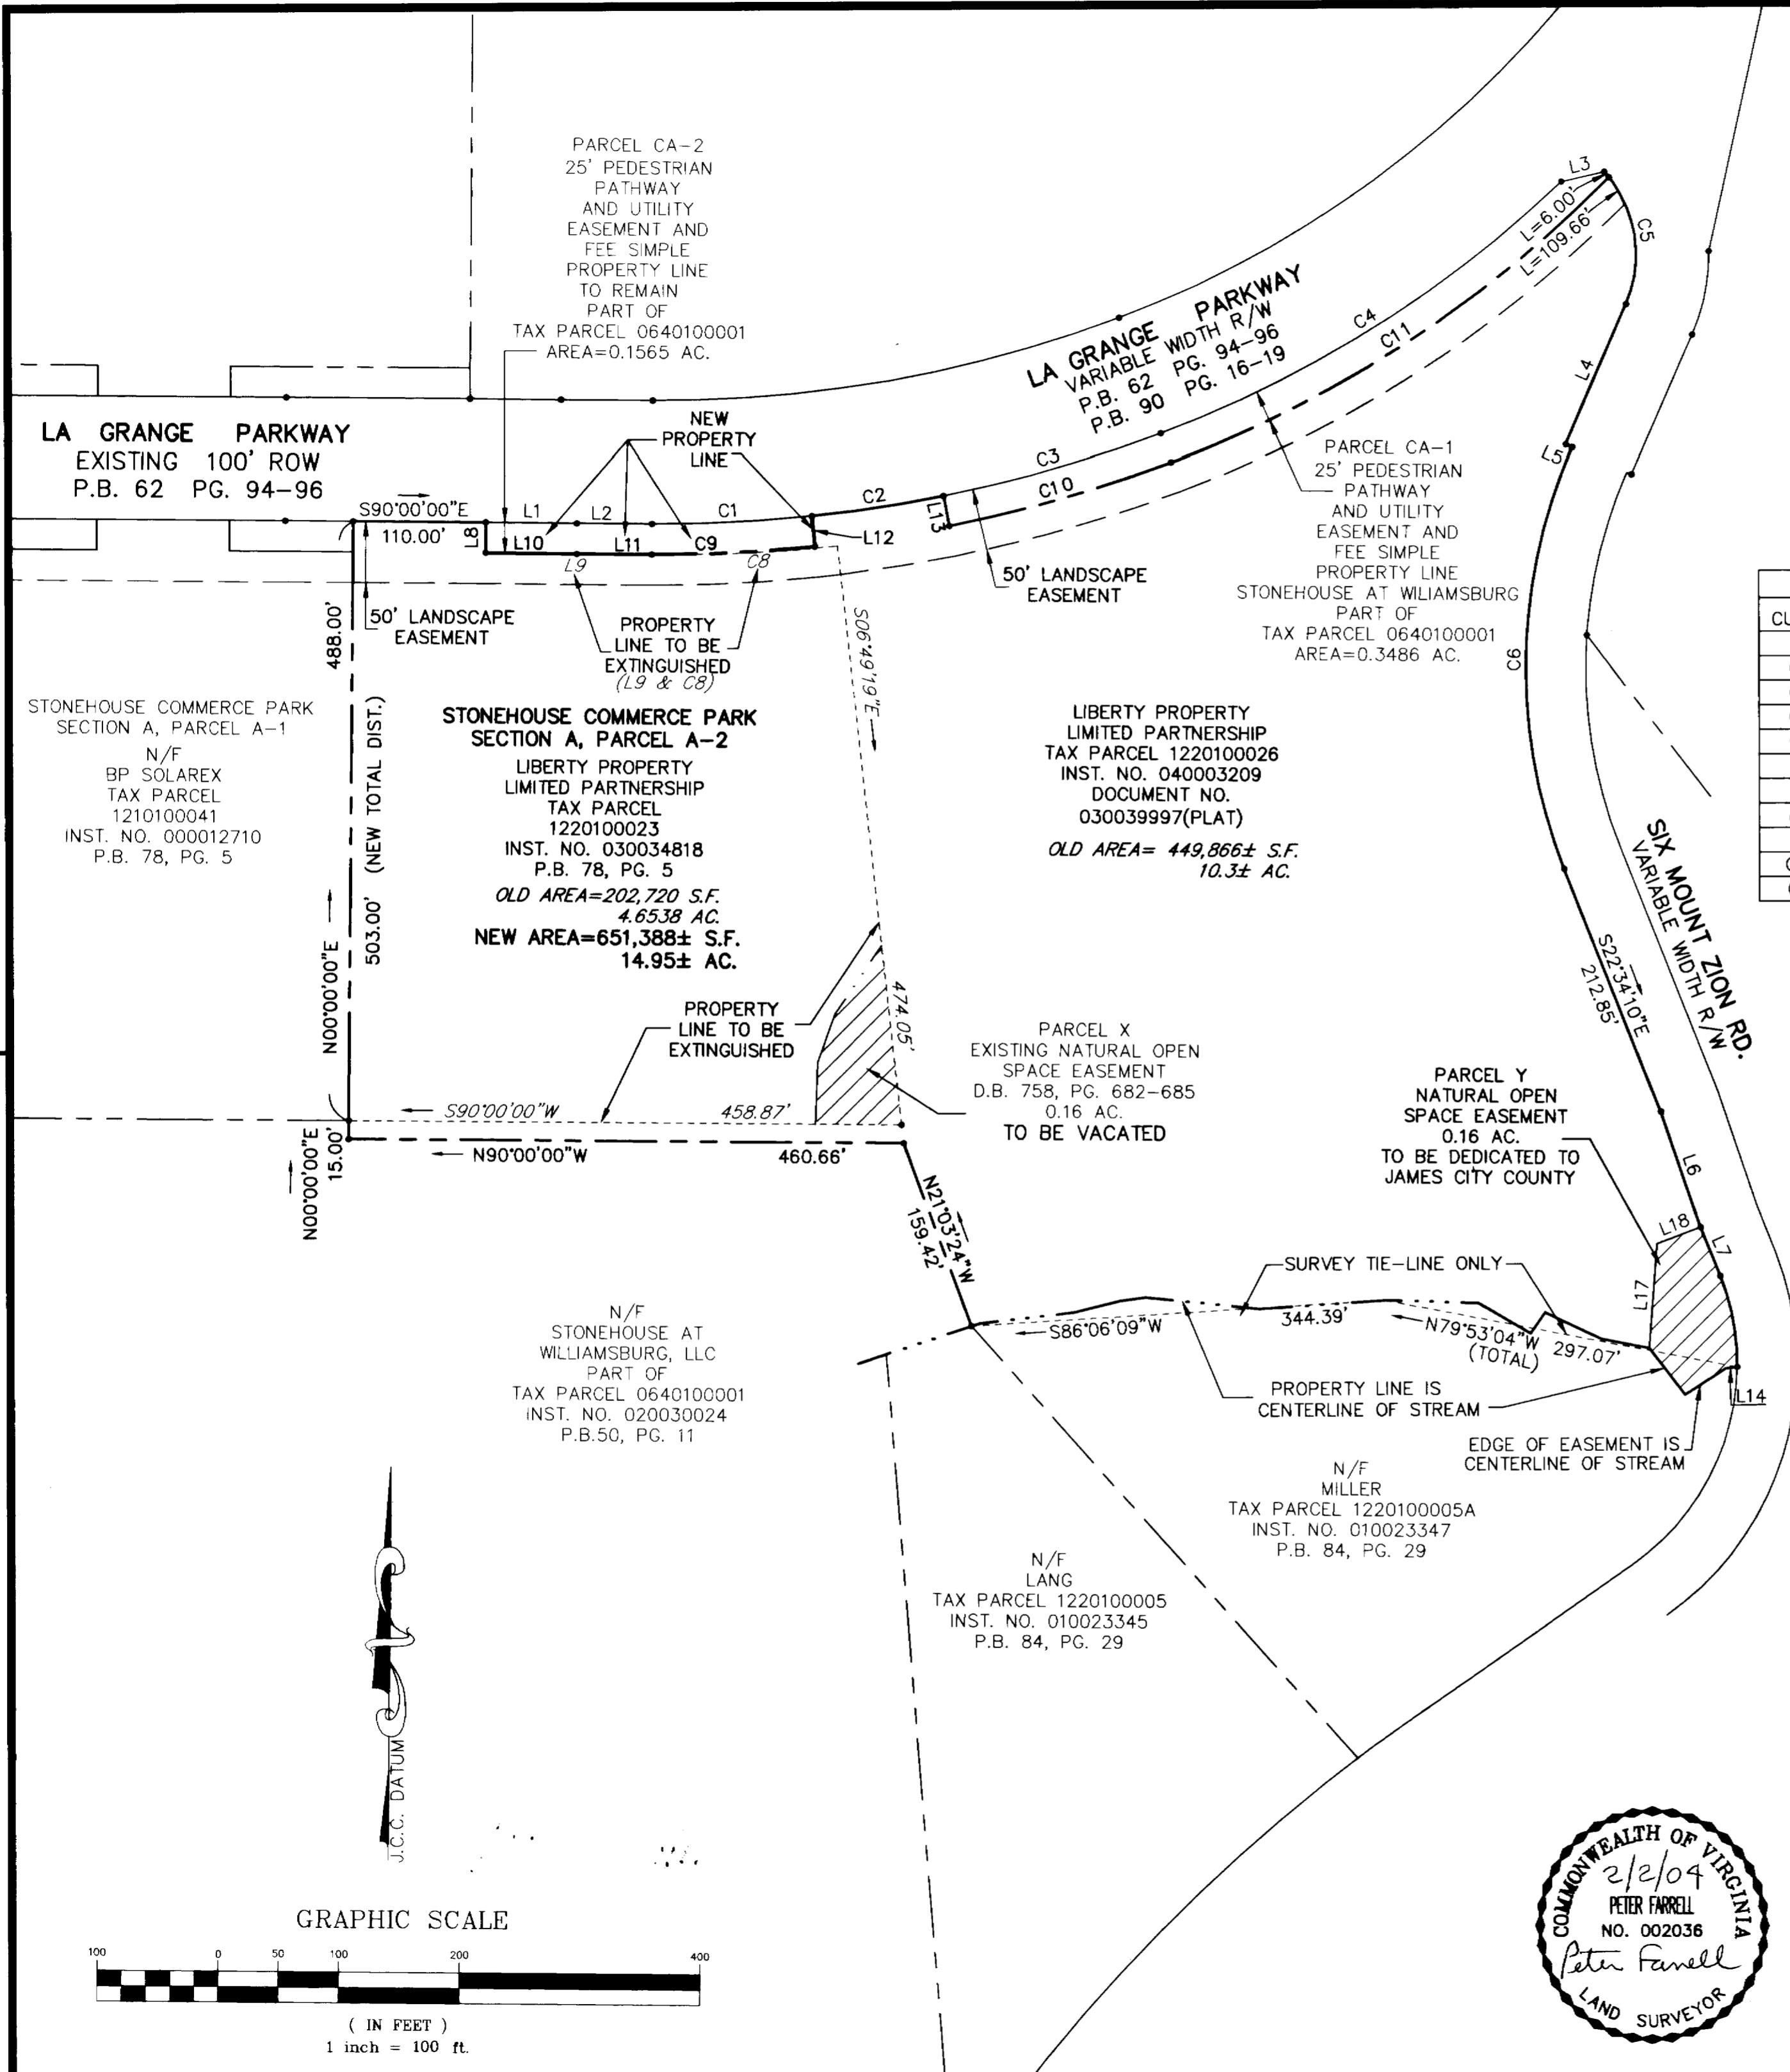 PARCEL CA-2
25' PEDESTRIAN
PATHWAY
AND UTILITY
EASEMENT AND
FEE SIMPLE
PROPERTY LINE
TO REMAIN
PART OF
TAX PARCEL 0640100001
AREA=0.1565 AC.
LA GRANGE PARKWAY
EXISTING 100' ROW
P.B. 62 PG. 94-96
NEW
PROPERTY
LINE
LA GRANGE PARKWAY
VARIABLE WIDTH R/W
P.B. 62 PG. 94-96
P.B. 90 PG. 16-19
L3
L=6.00'
L=109.66'
C5
C4
C11
L4
L5
C3
C10
C2
L13
S90°00'00"E
110.00'
L8
L1
L2
C1
L10
L11
C9
L12
L9
C8
PARCEL CA-1
25' PEDESTRIAN
PATHWAY
AND UTILITY
EASEMENT AND
FEE SIMPLE
PROPERTY LINE
STONEHOUSE AT WILIAMSBURG
PART OF
TAX PARCEL 0640100001
AREA=0.3486 AC.
CU
C
50' LANDSCAPE
EASEMENT
50' LANDSCAPE
EASEMENT
PROPERTY
LINE TO BE
EXTINGUISHED
(L9 & C8)
488.00'
S06°49'19"E
C6
STONEHOUSE COMMERCE PARK
SECTION A, PARCEL A-1
N/F
BP SOLAREX
TAX PARCEL
1210100041
INST. NO. 000012710
P.B. 78, PG. 5
503.00' (NEW TOTAL DIST.)
N00°00'00"E
STONEHOUSE COMMERCE PARK
SECTION A, PARCEL A-2
LIBERTY PROPERTY
LIMITED PARTNERSHIP
TAX PARCEL
1220100023
INST. NO. 030034818
P.B. 78, PG. 5
OLD AREA=202,720 S.F.
4.6538 AC.
NEW AREA=651,388± S.F.
14.95± AC.
LIBERTY PROPERTY
LIMITED PARTNERSHIP
TAX PARCEL 1220100026
INST. NO. 040003209
DOCUMENT NO.
030039997(PLAT)
OLD AREA= 449,866± S.F.
10.3± AC.
SIX MOUNT ZION RD.
VARIABLE WIDTH R/W
S22°34'10"E
212.85'
PROPERTY
LINE TO BE
EXTINGUISHED
474.05'
PARCEL X
EXISTING NATURAL OPEN
SPACE EASEMENT
D.B. 758, PG. 682-685
0.16 AC.
TO BE VACATED
PARCEL Y
NATURAL OPEN
SPACE EASEMENT
0.16 AC.
TO BE DEDICATED TO
JAMES CITY COUNTY
S90°00'00"W
458.87'
N90°00'00"W
460.66'
N00°00'00"E
15.00'
N21°03'24"W
159.42'
L6
L18
L7
L17
L14
SURVEY TIE-LINE ONLY
S86°06'09"W
344.39'
N79°53'04"W
(TOTAL)
297.07'
PROPERTY LINE IS
CENTERLINE OF STREAM
EDGE OF EASEMENT IS
CENTERLINE OF STREAM
N/F
STONEHOUSE AT
WILLIAMSBURG, LLC
PART OF
TAX PARCEL 0640100001
INST. NO. 020030024
P.B.50, PG. 11
N/F
MILLER
TAX PARCEL 1220100005A
INST. NO. 010023347
P.B. 84, PG. 29
N/F
LANG
TAX PARCEL 1220100005
INST. NO. 010023345
P.B. 84, PG. 29
J.C.C. DATUM
GRAPHIC SCALE
100 0 50 100 200 400
( IN FEET )
1 inch = 100 ft.
COMMONWEALTH OF VIRGINIA
2/2/04
PETER FARRELL
NO. 002036
Peter Farrell
LAND SURVEYOR